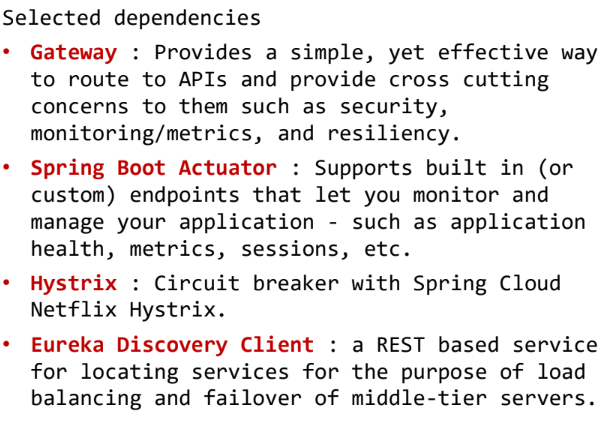 Selected dependencies
• Gateway : Provides a simple, yet effective way
to route to APIs and provide cross cutting
concerns to them such as security,
monitoring/metrics, and resiliency.
• Spring Boot Actuator : Supports built in (or
custom) endpoints that let you monitor and
manage your application - such as application
health, metrics, sessions, etc.
• Hystrix : Circuit breaker with Spring Cloud
Netflix Hystrix.
• Eureka Discovery Client : a REST based service
for locating services for the purpose of load
balancing and failover of middle-tier servers.